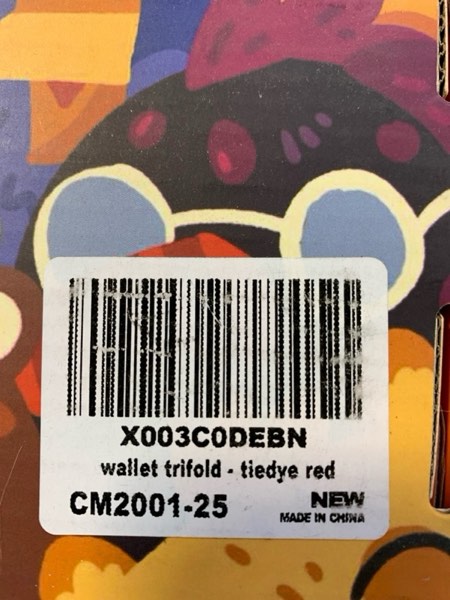 X003C0DEBN
wallet trifold - tiedye red
CM2001-25
NEW
MADE IN CHINA